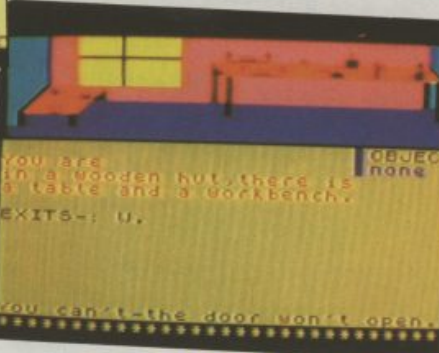 You are
in a wooden hut,there is
a table and a workbench.
OBJEC
none
EXITS-: W.
You can't-the door won't open.
********************************